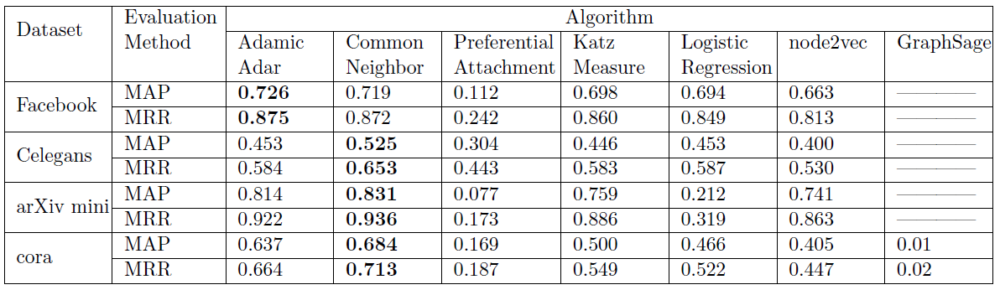 Dataset Evaluation Method Algorithm
Adamic Adar Common Neighbor Preferential Attachment Katz Measure Logistic Regression node2vec GraphSage
Facebook MAP 0.726 0.719 0.112 0.698 0.694 0.663 ————
MRR 0.875 0.872 0.242 0.860 0.849 0.813 ————
Celegans MAP 0.453 0.525 0.304 0.446 0.453 0.400 ————
MRR 0.584 0.653 0.443 0.583 0.587 0.530 ————
arXiv mini MAP 0.814 0.831 0.077 0.759 0.212 0.741 ————
MRR 0.922 0.936 0.173 0.886 0.319 0.863 ————
cora MAP 0.637 0.684 0.169 0.500 0.466 0.405 0.01
MRR 0.664 0.713 0.187 0.549 0.522 0.447 0.02